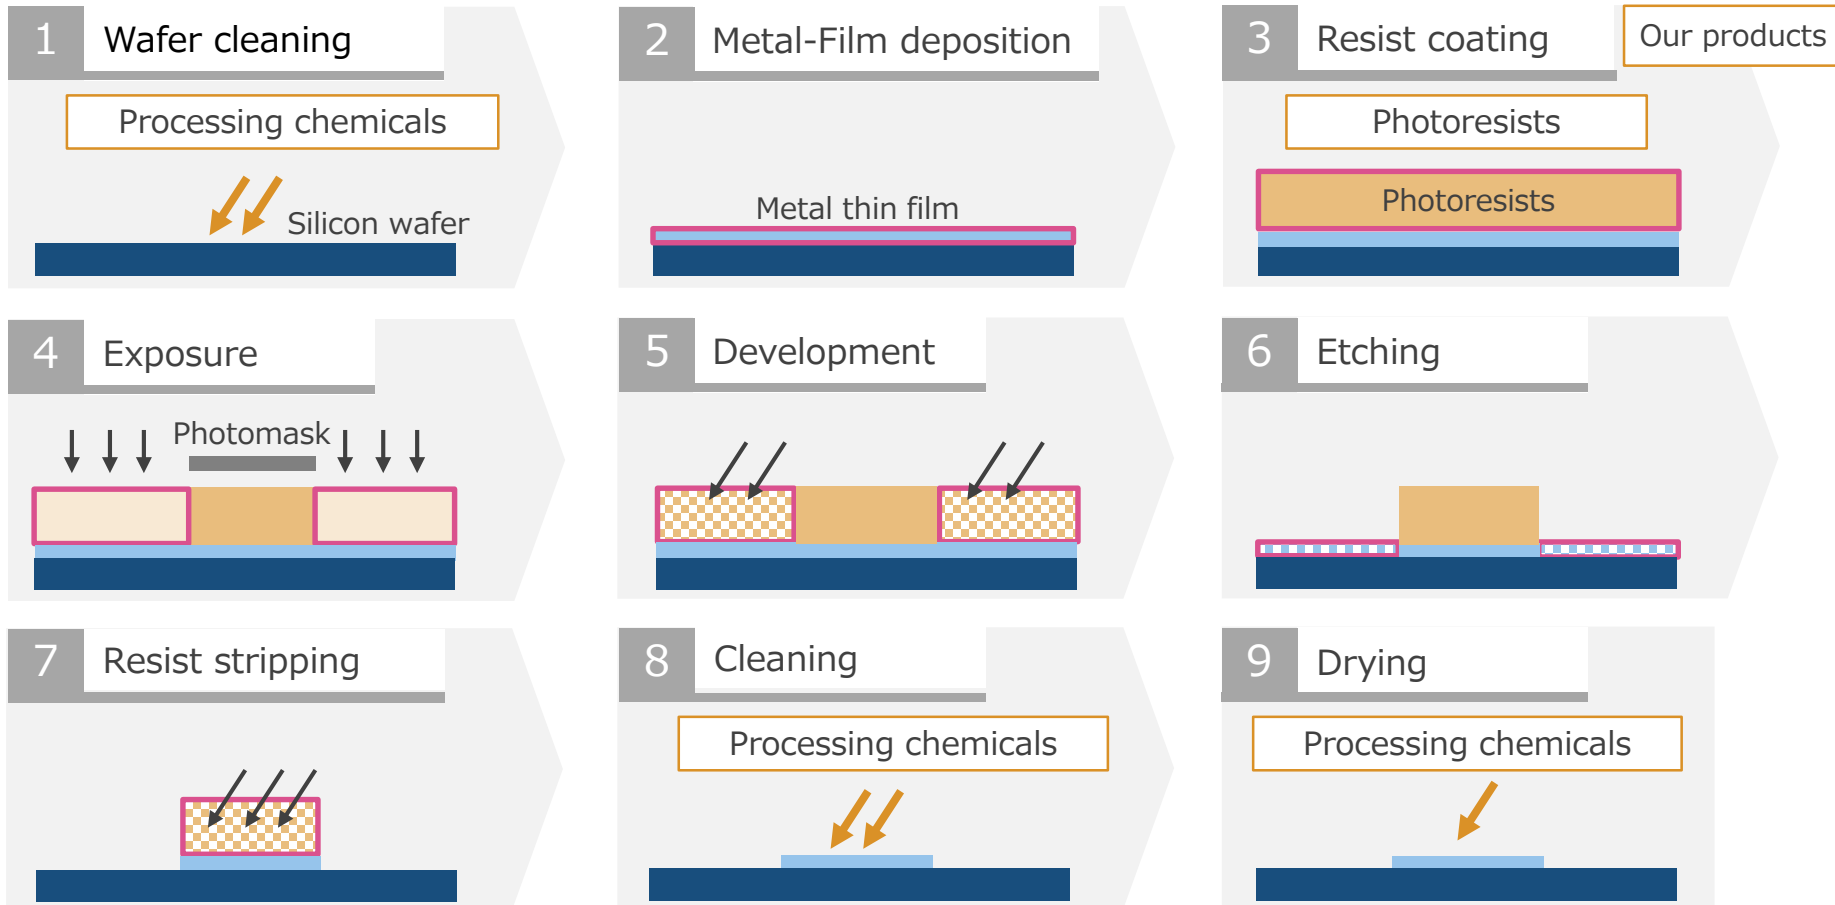 1 Wafer cleaning
Processing chemicals
Silicon wafer
2 Metal-Film deposition
Metal thin film
3 Resist coating
Our products
Photoresists
Photoresists
4 Exposure
Photomask
5 Development
6 Etching
7 Resist stripping
8 Cleaning
Processing chemicals
9 Drying
Processing chemicals